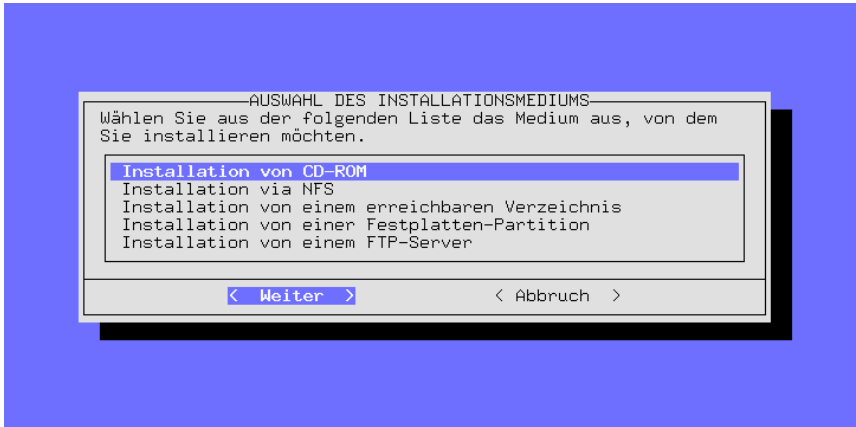 AUSWAHL DES INSTALLATIONSMEDIUMS
Wählen Sie aus der folgenden Liste das Medium aus, von dem
Sie installieren möchten.
Installation von CD-ROM
Installation via NFS
Installation von einem erreichbaren Verzeichnis
Installation von einer Festplatten-Partition
Installation von einem FTP-Server
< Weiter > < Abbruch >